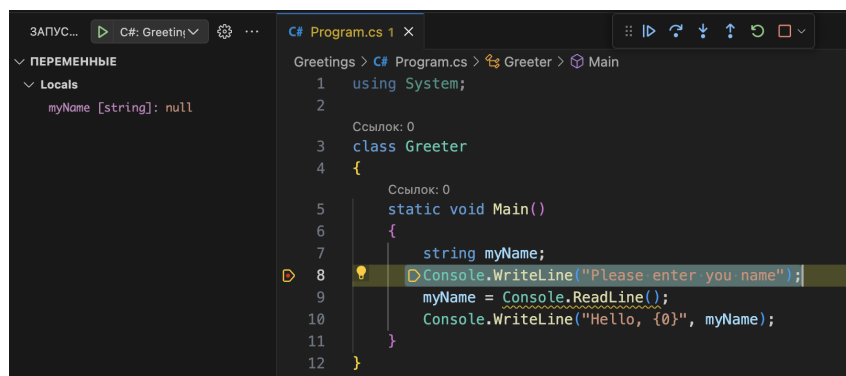 ЗАПУС... C#: Greeting
C# Program.cs 1
ПЕРЕМЕННЫЕ
Locals
myName [string]: null
Greetings > C# Program.cs > Greeter > Main
1 using System;
2
Ссылок: 0
3 class Greeter
4 {
Ссылок: 0
5 static void Main()
6 {
7 string myName;
8 Console.WriteLine("Please enter you name");
9 myName = Console.ReadLine();
10 Console.WriteLine("Hello, {0}", myName);
11 }
12 }